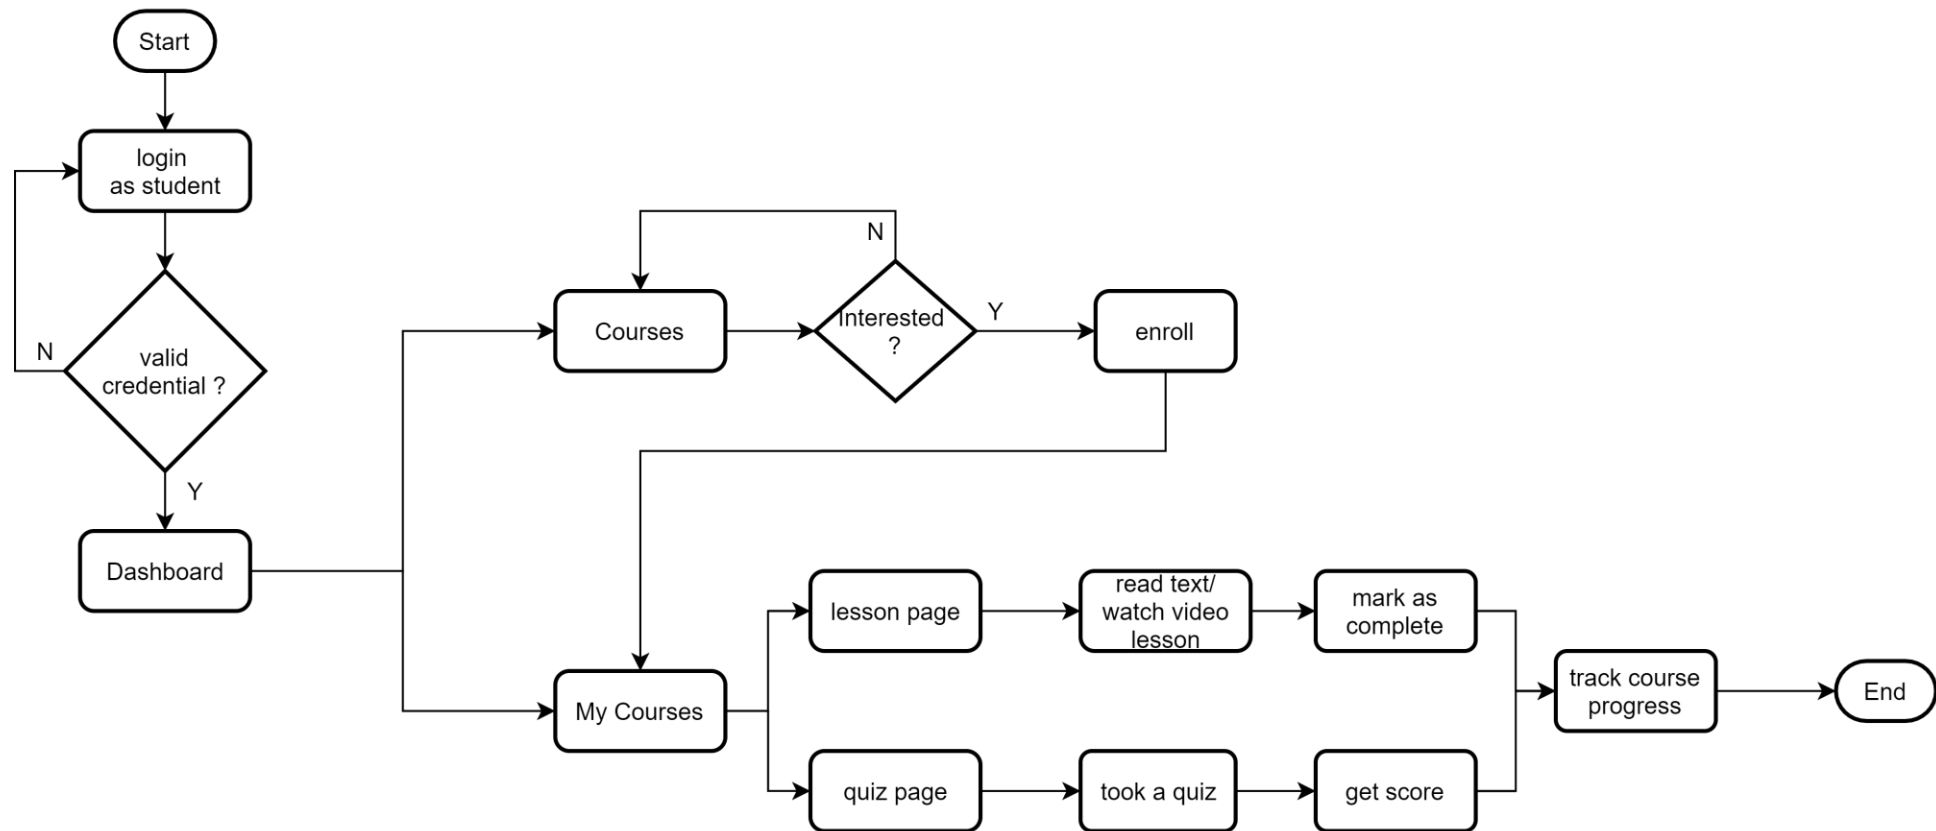 Start
login
as student
N
valid
credential ?
Y
Dashboard
Courses
N
Interested
?
Y
enroll
My Courses
lesson page
read text/
watch video
lesson
mark as
complete
quiz page
took a quiz
get score
track course
progress
End